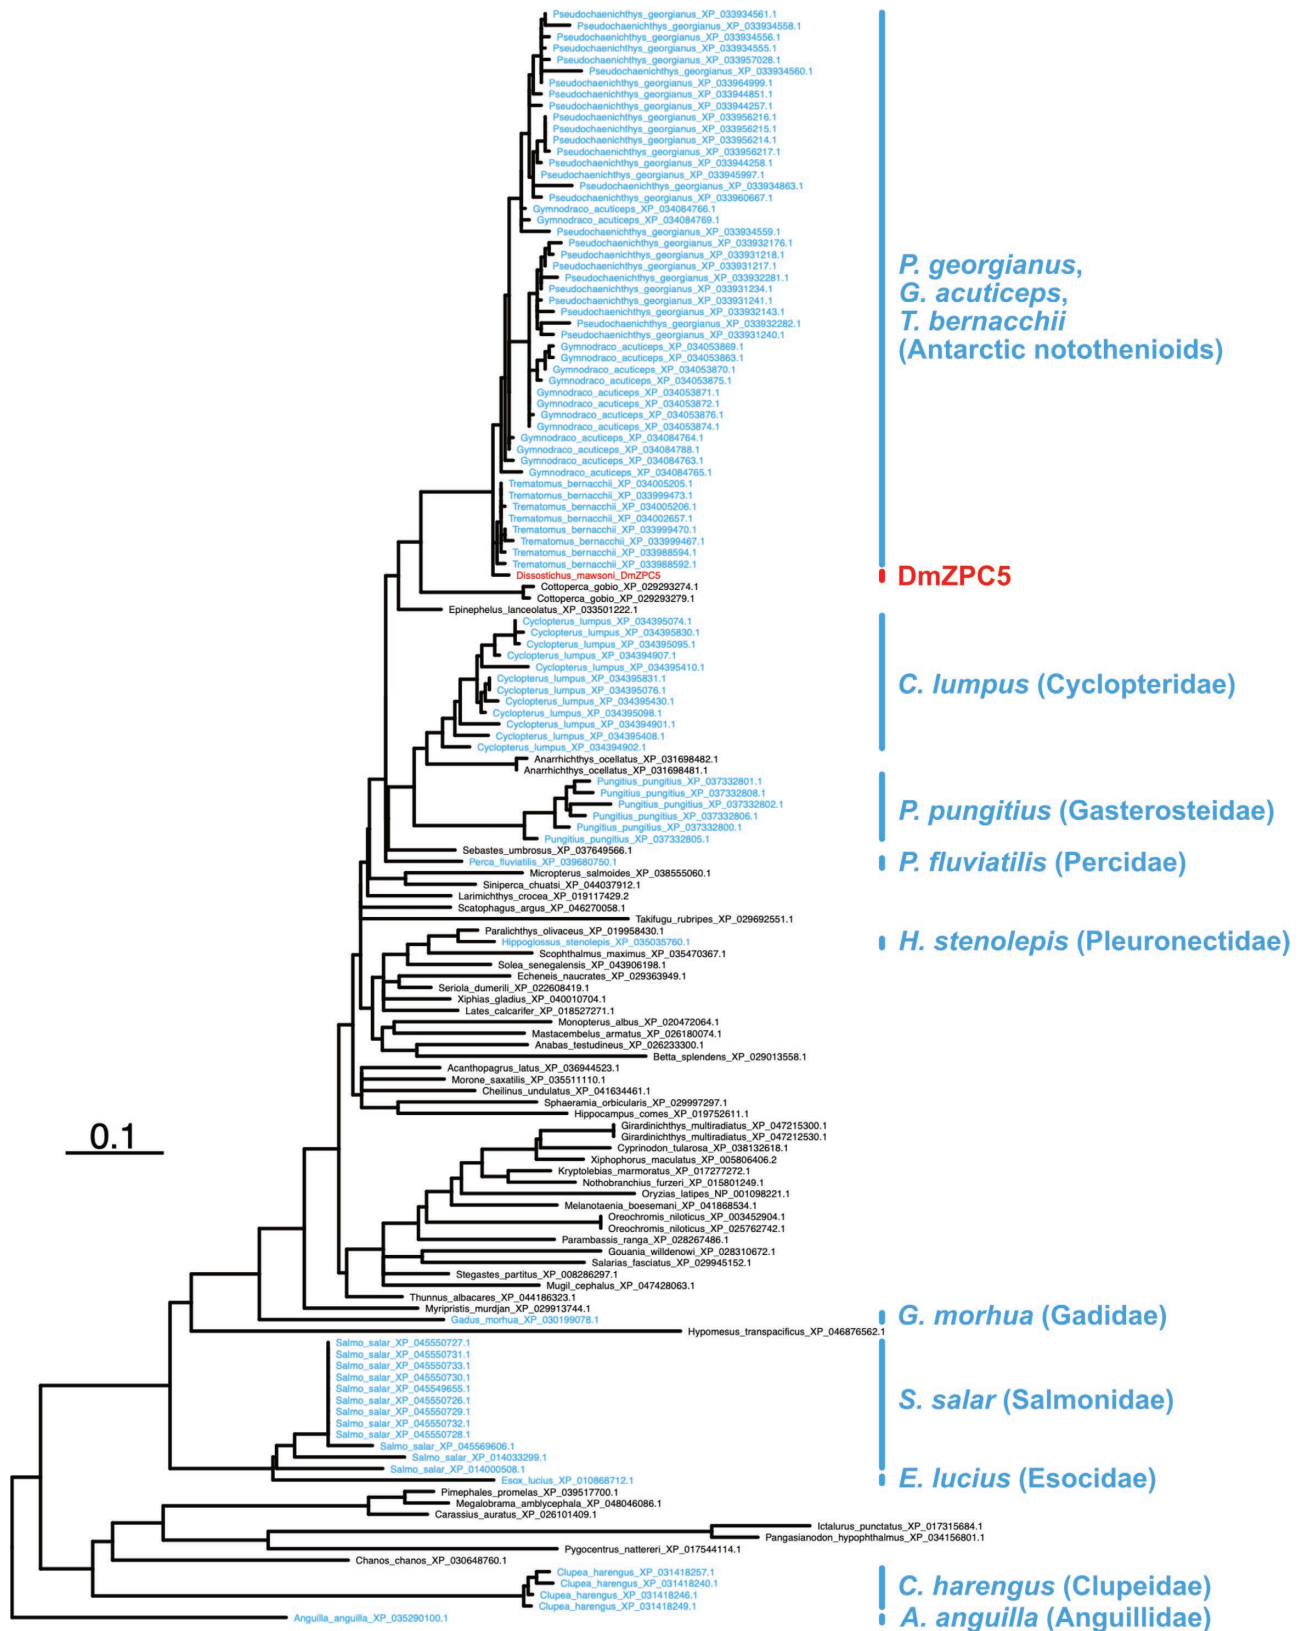 Pseudochaenichthys_georgianus_XP_033934561.1
Pseudochaenichthys_georgianus_XP_033934558.1
Pseudochaenichthys_georgianus_XP_033934556.1
Pseudochaenichthys_georgianus_XP_033934555.1
Pseudochaenichthys_georgianus_XP_033957028.1
Pseudochaenichthys_georgianus_XP_033934560.1
Pseudochaenichthys_georgianus_XP_033964999.1
Pseudochaenichthys_georgianus_XP_033944851.1
Pseudochaenichthys_georgianus_XP_033944257.1
Pseudochaenichthys_georgianus_XP_033956216.1
Pseudochaenichthys_georgianus_XP_033956215.1
Pseudochaenichthys_georgianus_XP_033956214.1
Pseudochaenichthys_georgianus_XP_033956217.1
Pseudochaenichthys_georgianus_XP_033944258.1
Pseudochaenichthys_georgianus_XP_033945997.1
Pseudochaenichthys_georgianus_XP_033934863.1
Pseudochaenichthys_georgianus_XP_033960667.1
Gymnodraco_acuticeps_XP_034084766.1
Gymnodraco_acuticeps_XP_034084769.1
Pseudochaenichthys_georgianus_XP_033934559.1
Pseudochaenichthys_georgianus_XP_033932176.1
Pseudochaenichthys_georgianus_XP_033931218.1
Pseudochaenichthys_georgianus_XP_033931217.1
Pseudochaenichthys_georgianus_XP_033932281.1
Pseudochaenichthys_georgianus_XP_033931234.1
Pseudochaenichthys_georgianus_XP_033931241.1
Pseudochaenichthys_georgianus_XP_033932143.1
Pseudochaenichthys_georgianus_XP_033932282.1
Pseudochaenichthys_georgianus_XP_033931240.1
Gymnodraco_acuticeps_XP_034053869.1
Gymnodraco_acuticeps_XP_034053863.1
Gymnodraco_acuticeps_XP_034053870.1
Gymnodraco_acuticeps_XP_034053875.1
Gymnodraco_acuticeps_XP_034053871.1
Gymnodraco_acuticeps_XP_034053872.1
Gymnodraco_acuticeps_XP_034053876.1
Gymnodraco_acuticeps_XP_034053874.1
Gymnodraco_acuticeps_XP_034084764.1
Gymnodraco_acuticeps_XP_034084788.1
Gymnodraco_acuticeps_XP_034084763.1
Gymnodraco_acuticeps_XP_034084765.1
Trematomus_bernacchii_XP_034005205.1
Trematomus_bernacchii_XP_033999473.1
Trematomus_bernacchii_XP_034005206.1
Trematomus_bernacchii_XP_034002657.1
Trematomus_bernacchii_XP_033999470.1
Trematomus_bernacchii_XP_033999467.1
Trematomus_bernacchii_XP_033988594.1
Trematomus_bernacchii_XP_033988592.1
P. georgianus,
G. acuticeps,
T. bernacchii
(Antarctic notothenioids)
Dissostichus_mawsoni_DmZPC5
DmZPC5
Cottoperca_gobio_XP_029293274.1
Cottoperca_gobio_XP_029293279.1
Epinephelus_lanceolatus_XP_033501222.1
Cyclopterus_lumpus_XP_034395074.1
Cyclopterus_lumpus_XP_034395830.1
Cyclopterus_lumpus_XP_034395095.1
Cyclopterus_lumpus_XP_034394907.1
Cyclopterus_lumpus_XP_034395410.1
Cyclopterus_lumpus_XP_034395831.1
Cyclopterus_lumpus_XP_034395076.1
Cyclopterus_lumpus_XP_034395430.1
Cyclopterus_lumpus_XP_034395098.1
Cyclopterus_lumpus_XP_034394901.1
Cyclopterus_lumpus_XP_034395408.1
Cyclopterus_lumpus_XP_034394902.1
C. lumpus (Cyclopteridae)
Anarrhichthys_ocellatus_XP_031698482.1
Anarrhichthys_ocellatus_XP_031698481.1
Pungitius_pungitius_XP_037332801.1
Pungitius_pungitius_XP_037332808.1
Pungitius_pungitius_XP_037332802.1
Pungitius_pungitius_XP_037332806.1
Pungitius_pungitius_XP_037332800.1
Pungitius_pungitius_XP_037332805.1
P. pungitius (Gasterosteidae)
Sebastes_umbrosus_XP_037649566.1
Perca_fluviatilis_XP_039680750.1
P. fluviatilis (Percidae)
Micropterus_salmoides_XP_038555060.1
Siniperca_chuatsi_XP_044037912.1
Larimichthys_crocea_XP_019117429.2
Scatophagus_argus_XP_046270058.1
Takifugu_rubripes_XP_029692551.1
Paralichthys_olivaceus_XP_019958430.1
Hippoglossus_stenolepis_XP_035035760.1
H. stenolepis (Pleuronectidae)
Scophthalmus_maximus_XP_035470367.1
Solea_senegalensis_XP_043906198.1
Echeneis_naucrates_XP_029363949.1
Seriola_dumerili_XP_022608419.1
Xiphias_gladius_XP_040010704.1
Lates_calcarifer_XP_018527271.1
Monopterus_albus_XP_020472064.1
Mastacembelus_armatus_XP_026180074.1
Anabas_testudineus_XP_026233300.1
Betta_splendens_XP_029013558.1
Acanthopagrus_latus_XP_036944523.1
Morone_saxatilis_XP_035511110.1
Cheilinus_undulatus_XP_041634461.1
Sphaeramia_orbicularis_XP_029997297.1
Hippocampus_comes_XP_019752611.1
0.1
Girardinichthys_multiradiatus_XP_047215300.1
Girardinichthys_multiradiatus_XP_047212530.1
Cyprinodon_tularosa_XP_038132618.1
Xiphophorus_maculatus_XP_005806406.2
Kryptolebias_marmoratus_XP_017277272.1
Nothobranchius_furzeri_XP_015801249.1
Oryzias_latipes_NP_001098221.1
Melanotaenia_boesemani_XP_041868534.1
Oreochromis_niloticus_XP_003452904.1
Oreochromis_niloticus_XP_025762742.1
Parambassis_ranga_XP_028267486.1
Gouania_willdenowi_XP_028310672.1
Salarias_fasciatus_XP_029945152.1
Stegastes_partitus_XP_008286297.1
Mugil_cephalus_XP_047428063.1
Thunnus_albacares_XP_044186323.1
Myripristis_murdjan_XP_029913744.1
Gadus_morhua_XP_030199078.1
G. morhua (Gadidae)
Hypomesus_transpacificus_XP_046876562.1
Salmo_salar_XP_045550727.1
Salmo_salar_XP_045550731.1
Salmo_salar_XP_045550733.1
Salmo_salar_XP_045550730.1
Salmo_salar_XP_045549655.1
Salmo_salar_XP_045550726.1
Salmo_salar_XP_045550729.1
Salmo_salar_XP_045550732.1
Salmo_salar_XP_045550728.1
Salmo_salar_XP_045569606.1
Salmo_salar_XP_014033299.1
Salmo_salar_XP_014000508.1
S. salar (Salmonidae)
Esox_lucius_XP_010868712.1
E. lucius (Esocidae)
Pimephales_promelas_XP_039517700.1
Megalobrama_amblycephala_XP_048046086.1
Carassius_auratus_XP_026101409.1
Ictalurus_punctatus_XP_017315684.1
Pangasianodon_hypophthalmus_XP_034156801.1
Pygocentrus_nattereri_XP_017544114.1
Chanos_chanos_XP_030648760.1
Clupea_harengus_XP_031418257.1
Clupea_harengus_XP_031418240.1
Clupea_harengus_XP_031418246.1
Clupea_harengus_XP_031418249.1
C. harengus (Clupeidae)
Anguilla_anguilla_XP_035290100.1
A. anguilla (Anguillidae)